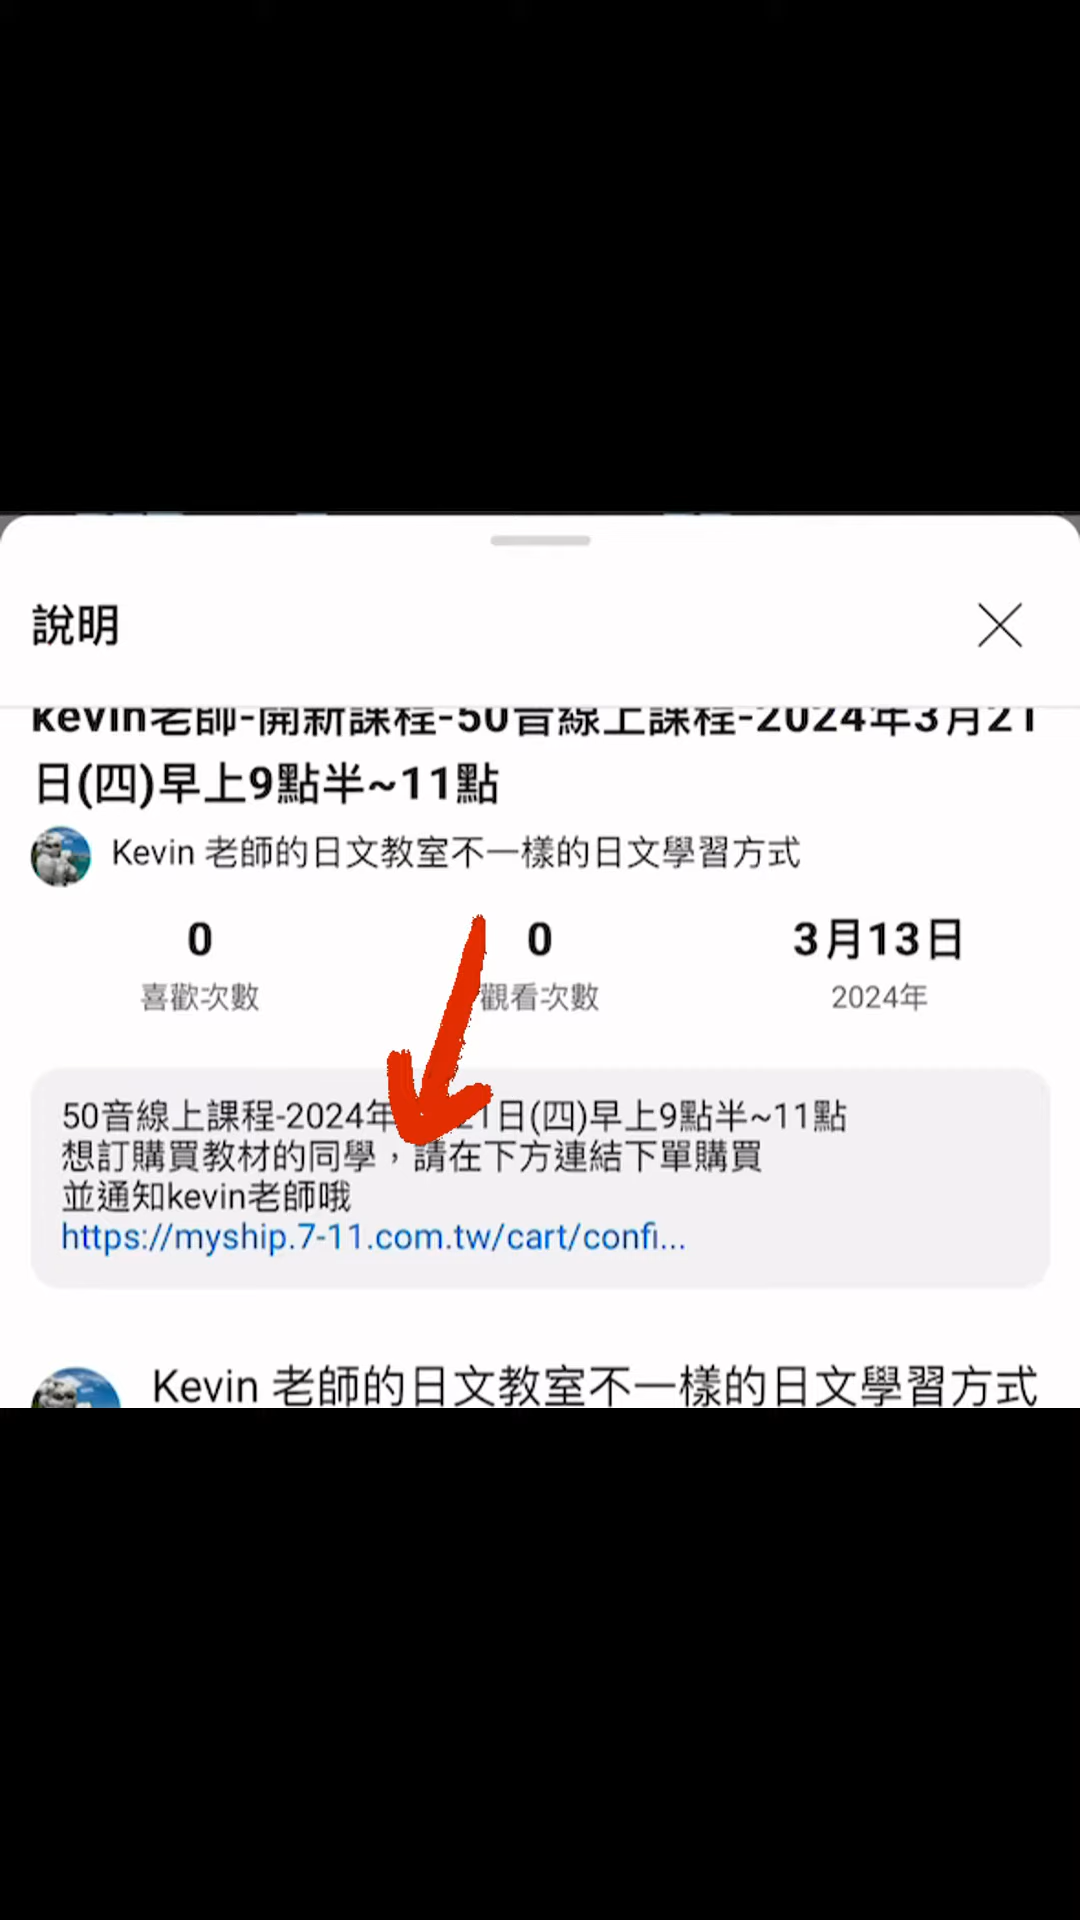 說明
kevin老師-開新課程-50音線上課程-2024年3月21
日(四)早上9點半~11點
Kevin 老師的日文教室不一樣的日文學習方式
0
喜歡次數
0
觀看次數
3月13日
2024年
50音線上課程-2024年 21日(四)早上9點半~11點
想訂購買教材的同學，請在下方連結下單購買
並通知kevin老師哦
https://myship.7-11.com.tw/cart/confi...
Kevin 老師的日文教室不一樣的日文學習方式